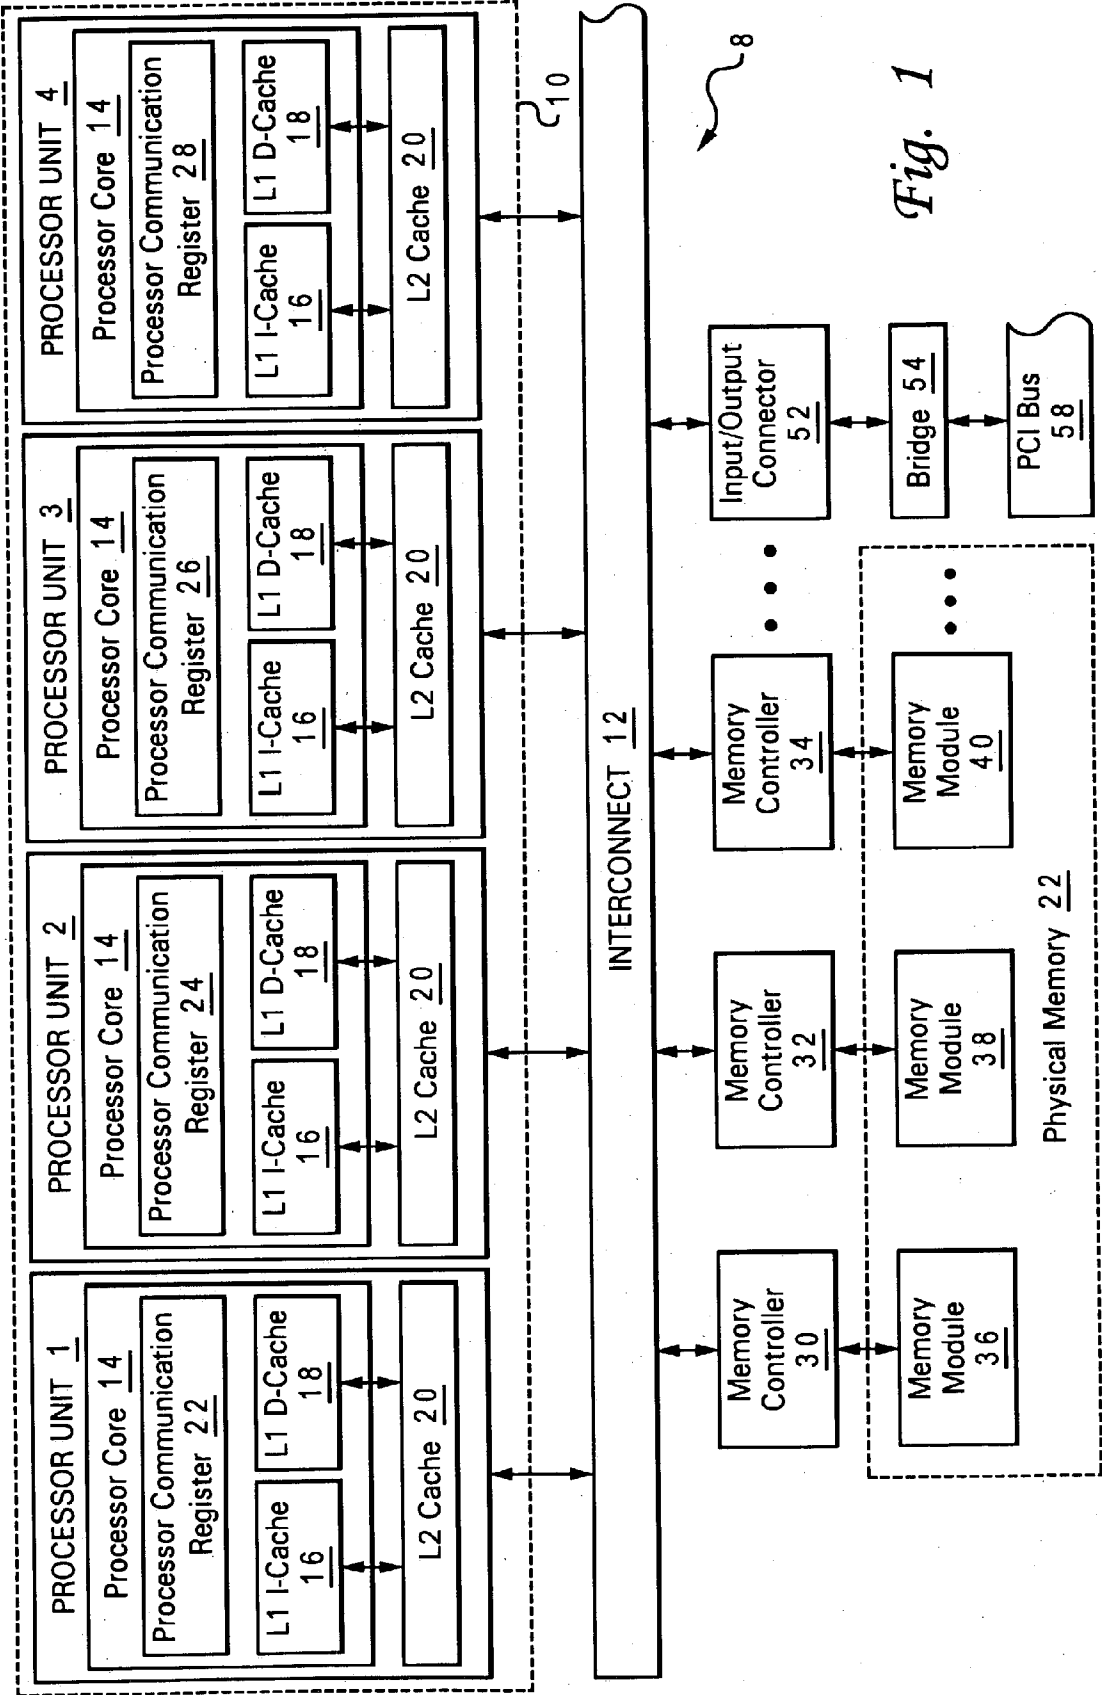 PROCESSOR UNIT 1
Processor Core 14
Processor Communication
Register 22
L1 I-Cache
16
L1 D-Cache
18
L2 Cache 20
PROCESSOR UNIT 2
Processor Core 14
Processor Communication
Register 24
L1 I-Cache
16
L1 D-Cache
18
L2 Cache 20
PROCESSOR UNIT 3
Processor Core 14
Processor Communication
Register 26
L1 I-Cache
16
L1 D-Cache
18
L2 Cache 20
PROCESSOR UNIT 4
Processor Core 14
Processor Communication
Register 28
L1 I-Cache
16
L1 D-Cache
18
L2 Cache 20
10
INTERCONNECT 12
8
Memory
Controller
30
Memory
Controller
32
Memory
Controller
34
Input/Output
Connector
52
Bridge 54
PCI Bus
58
Memory
Module
36
Memory
Module
38
Memory
Module
40
Physical Memory 22
Fig. 1